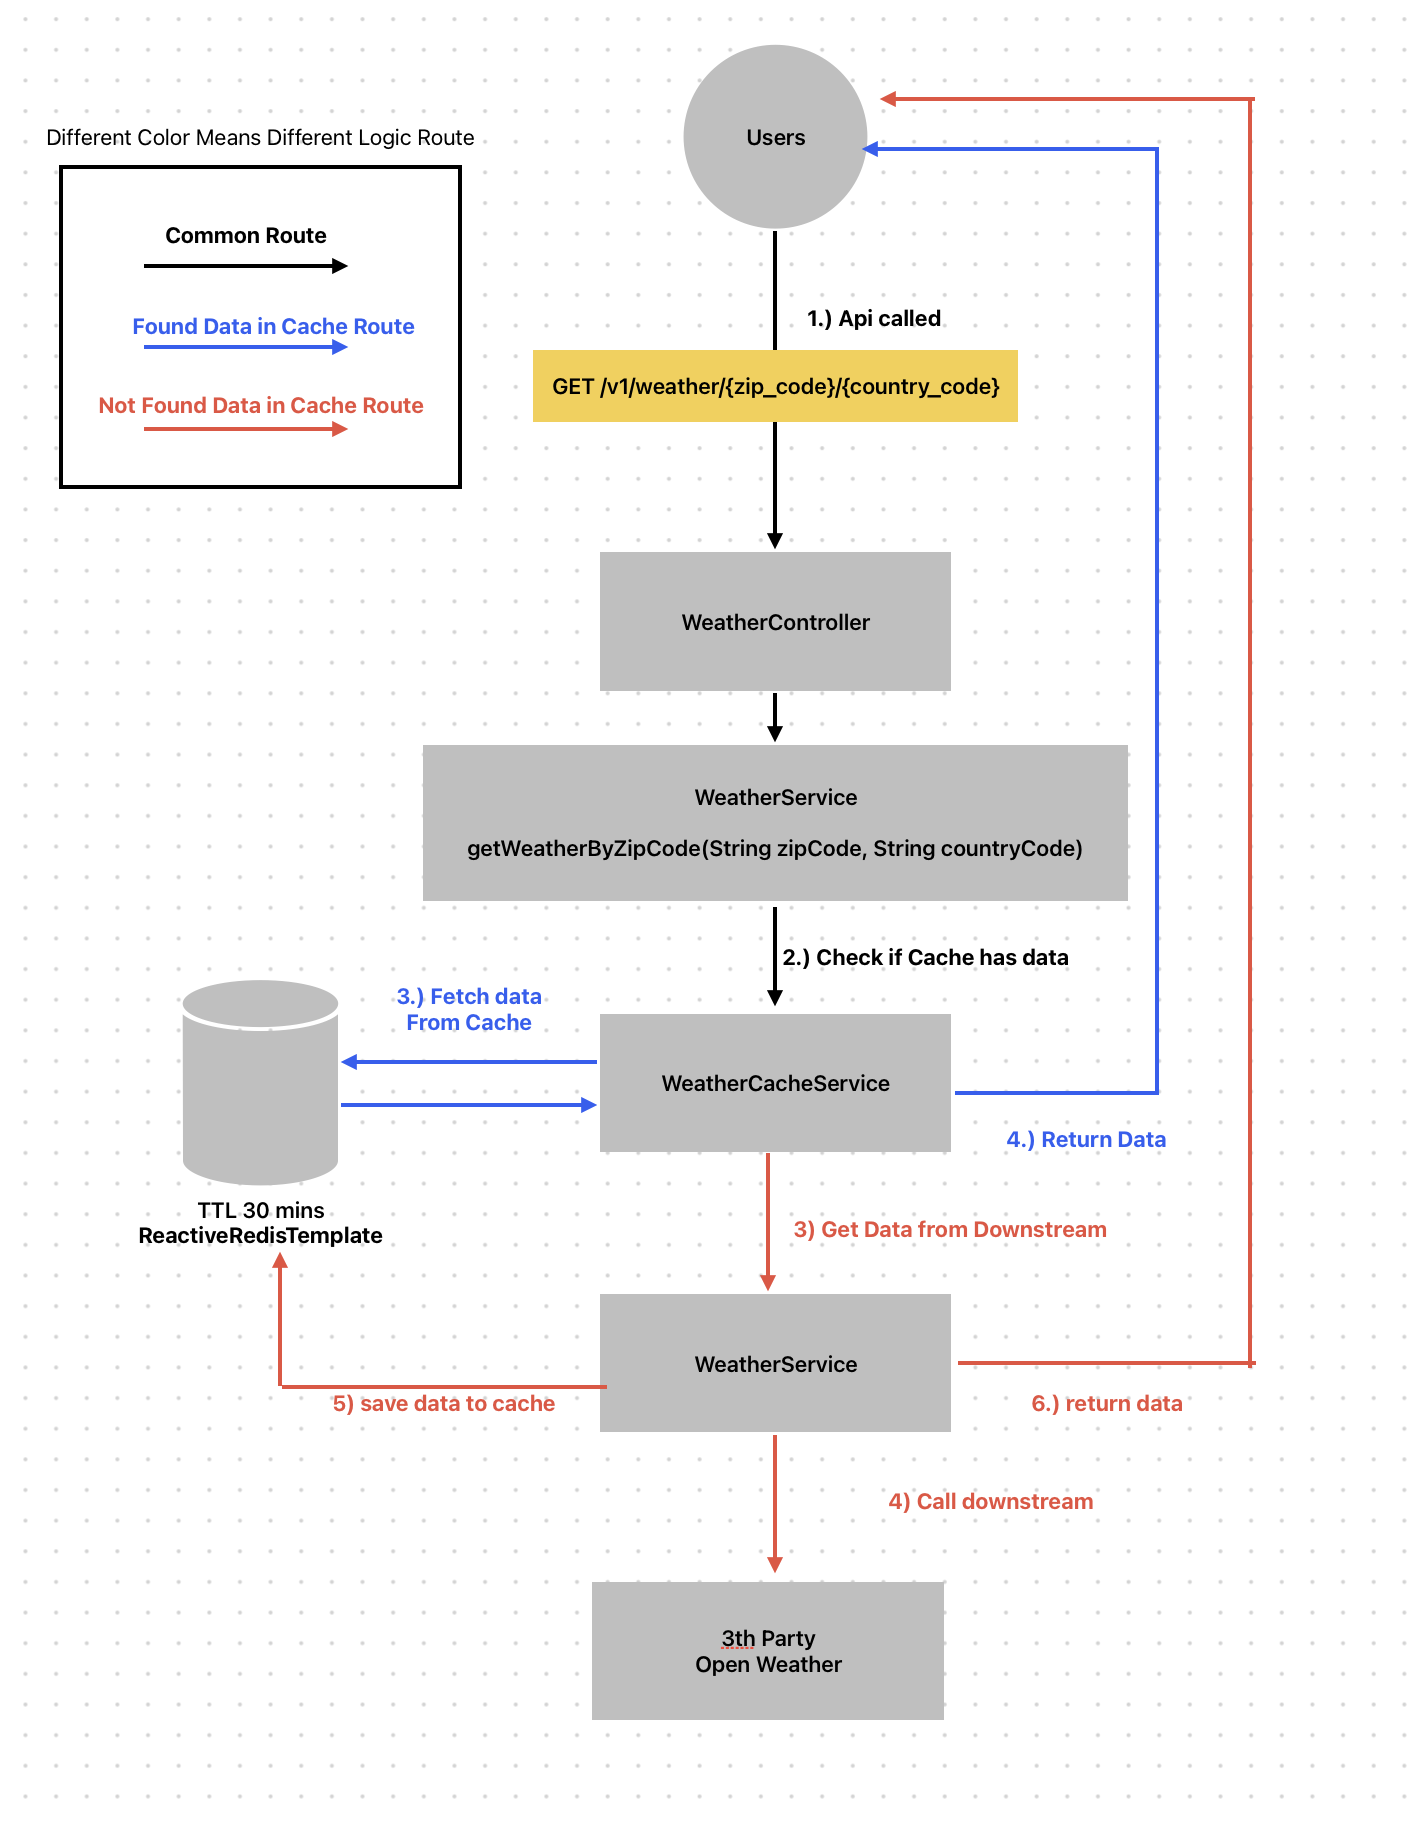 Users
Different Color Means Different Logic Route
Common Route
Found Data in Cache Route
Not Found Data in Cache Route
1.) Api called
GET /v1/weather/{zip_code}/{country_code}
WeatherController
WeatherService
getWeatherByZipCode(String zipCode, String countryCode)
2.) Check if Cache has data
3.) Fetch data
From Cache
WeatherCacheService
4.) Return Data
TTL 30 mins
ReactiveRedisTemplate
3) Get Data from Downstream
WeatherService
5) save data to cache
6.) return data
4) Call downstream
3th Party
Open Weather